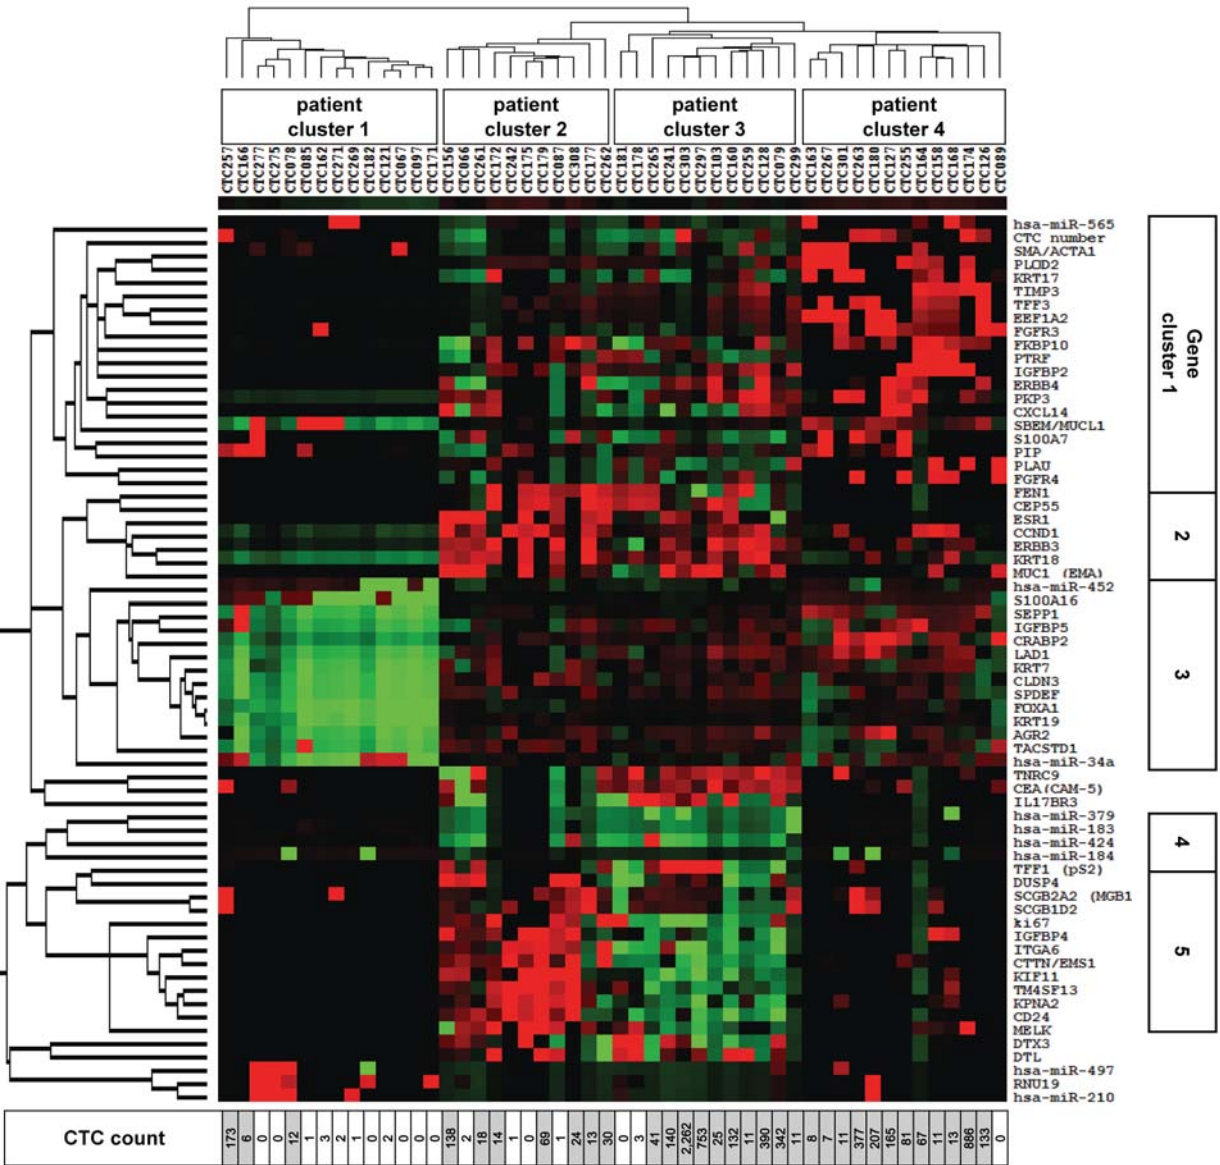 patient
cluster 1
patient
cluster 2
patient
cluster 3
patient
cluster 4
CTC257
CTC166
CTC277
CTC275
CTC078
CTC085
CTC162
CTC271
CTC269
CTC182
CTC121
CTC067
CTC097
CTC171
CTC156
CTC066
CTC261
CTC172
CTC242
CTC175
CTC179
CTC087
CTC308
CTC177
CTC262
CTC181
CTC178
CTC265
CTC241
CTC303
CTC297
CTC103
CTC160
CTC259
CTC128
CTC079
CTC299
CTC163
CTC267
CTC301
CTC263
CTC180
CTC127
CTC255
CTC164
CTC158
CTC168
CTC174
CTC126
CTC089
hsa-miR-565
CTC number
SMA/ACTA1
PLOD2
KRT17
TIMP3
TFF3
EEF1A2
FGFR3
FKBP10
PTRF
IGFBP2
ERBB4
PKP3
CXCL14
SBEM/MUCL1
S100A7
PIP
PLAU
FGFR4
FEN1
CEP55
ESR1
CCND1
ERBB3
KRT18
MUC1 (EMA)
hsa-miR-452
S100A16
SEPP1
IGFBP5
CRABP2
LAD1
KRT7
CLDN3
SPDEF
FOXA1
KRT19
AGR2
TACSTD1
hsa-miR-34a
TNRC9
CEA(CAM-5)
IL17BR3
hsa-miR-379
hsa-miR-183
hsa-miR-424
hsa-miR-184
TFF1 (pS2)
DUSP4
SCGB2A2 (MGB1
SCGB1D2
ki67
IGFBP4
ITGA6
CTTN/EMS1
KIF11
TM4SF13
KPNA2
CD24
MELK
DTX3
DTL
hsa-miR-497
RNU19
hsa-miR-210
Gene
cluster 1
2
3
4
5
CTC count
173
6
0
0
12
1
3
2
1
0
2
0
0
0
138
2
18
14
1
0
69
1
24
13
30
0
3
41
140
2,262
753
25
132
11
390
342
11
8
7
11
377
207
165
81
67
11
13
886
133
0